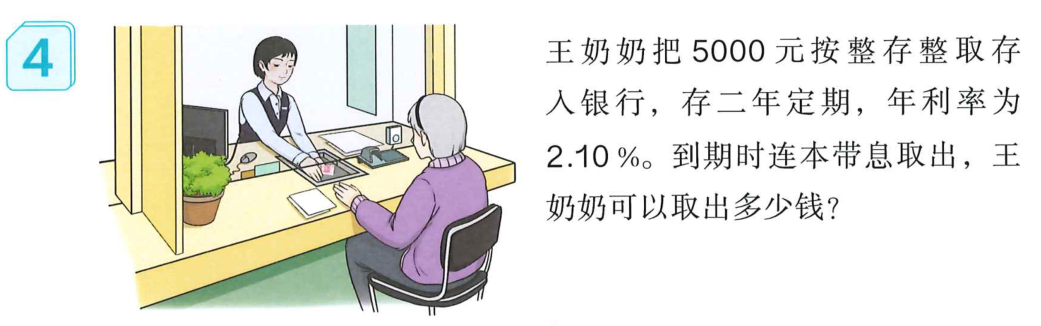 4
王奶奶把5000元按整存整取存
入银行，存二年定期，年利率为
2.10%。到期时连本带息取出，王
奶奶可以取出多少钱？